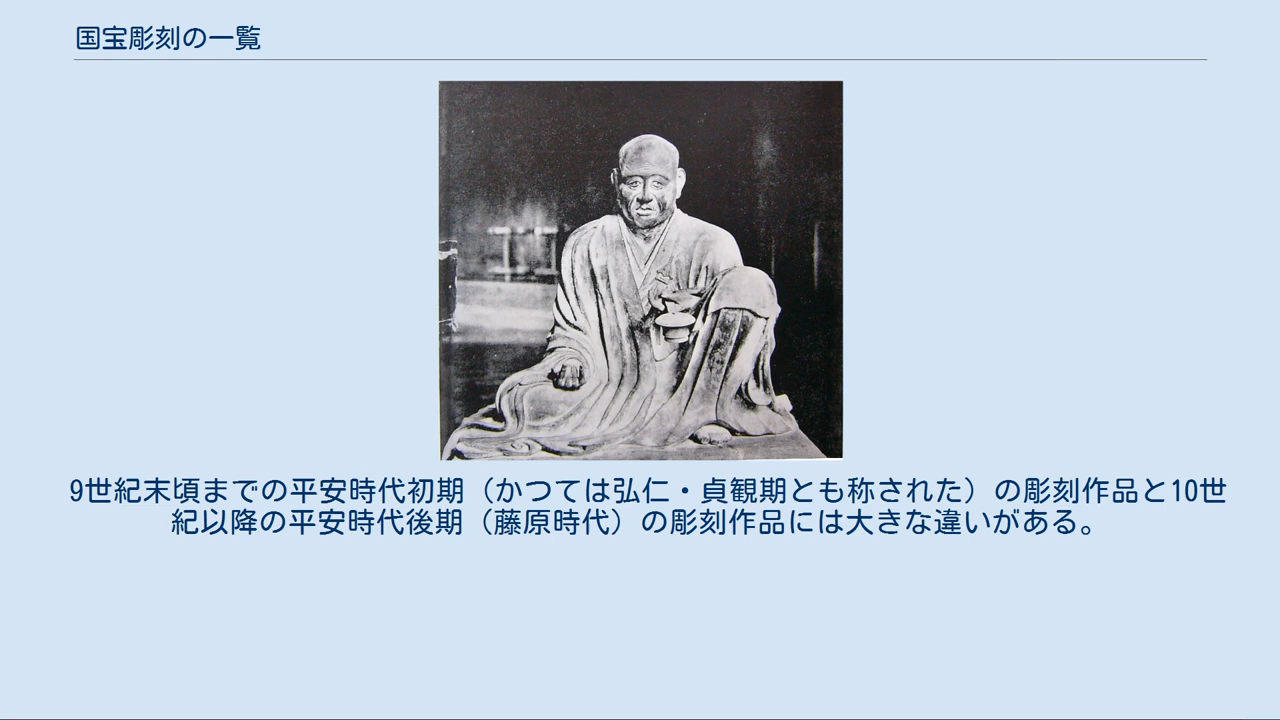 国宝彫刻の一覧
9世紀末頃までの平安時代初期（かつては弘仁・貞観期とも称された）の彫刻作品と10世
紀以降の平安時代後期（藤原時代）の彫刻作品には大きな違いがある。